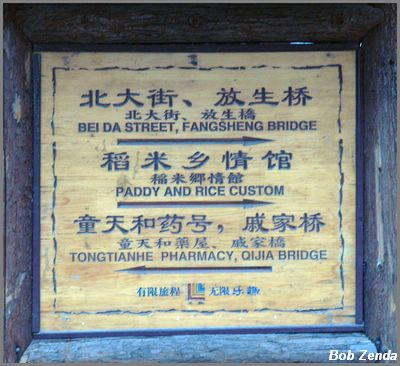 北大街、放生桥
北大街、放生橋
BEI DA STREET, FANGSHENG BRIDGE
稻米乡情馆
稲米郷情館
PADDY AND RICE CUSTOM
童天和药号，戚家桥
童天和薬屋、戚家橋
TONGTIANHE PHARMACY, QIJIA BRIDGE
有限旅程 无限乐趣
Bob Zenda